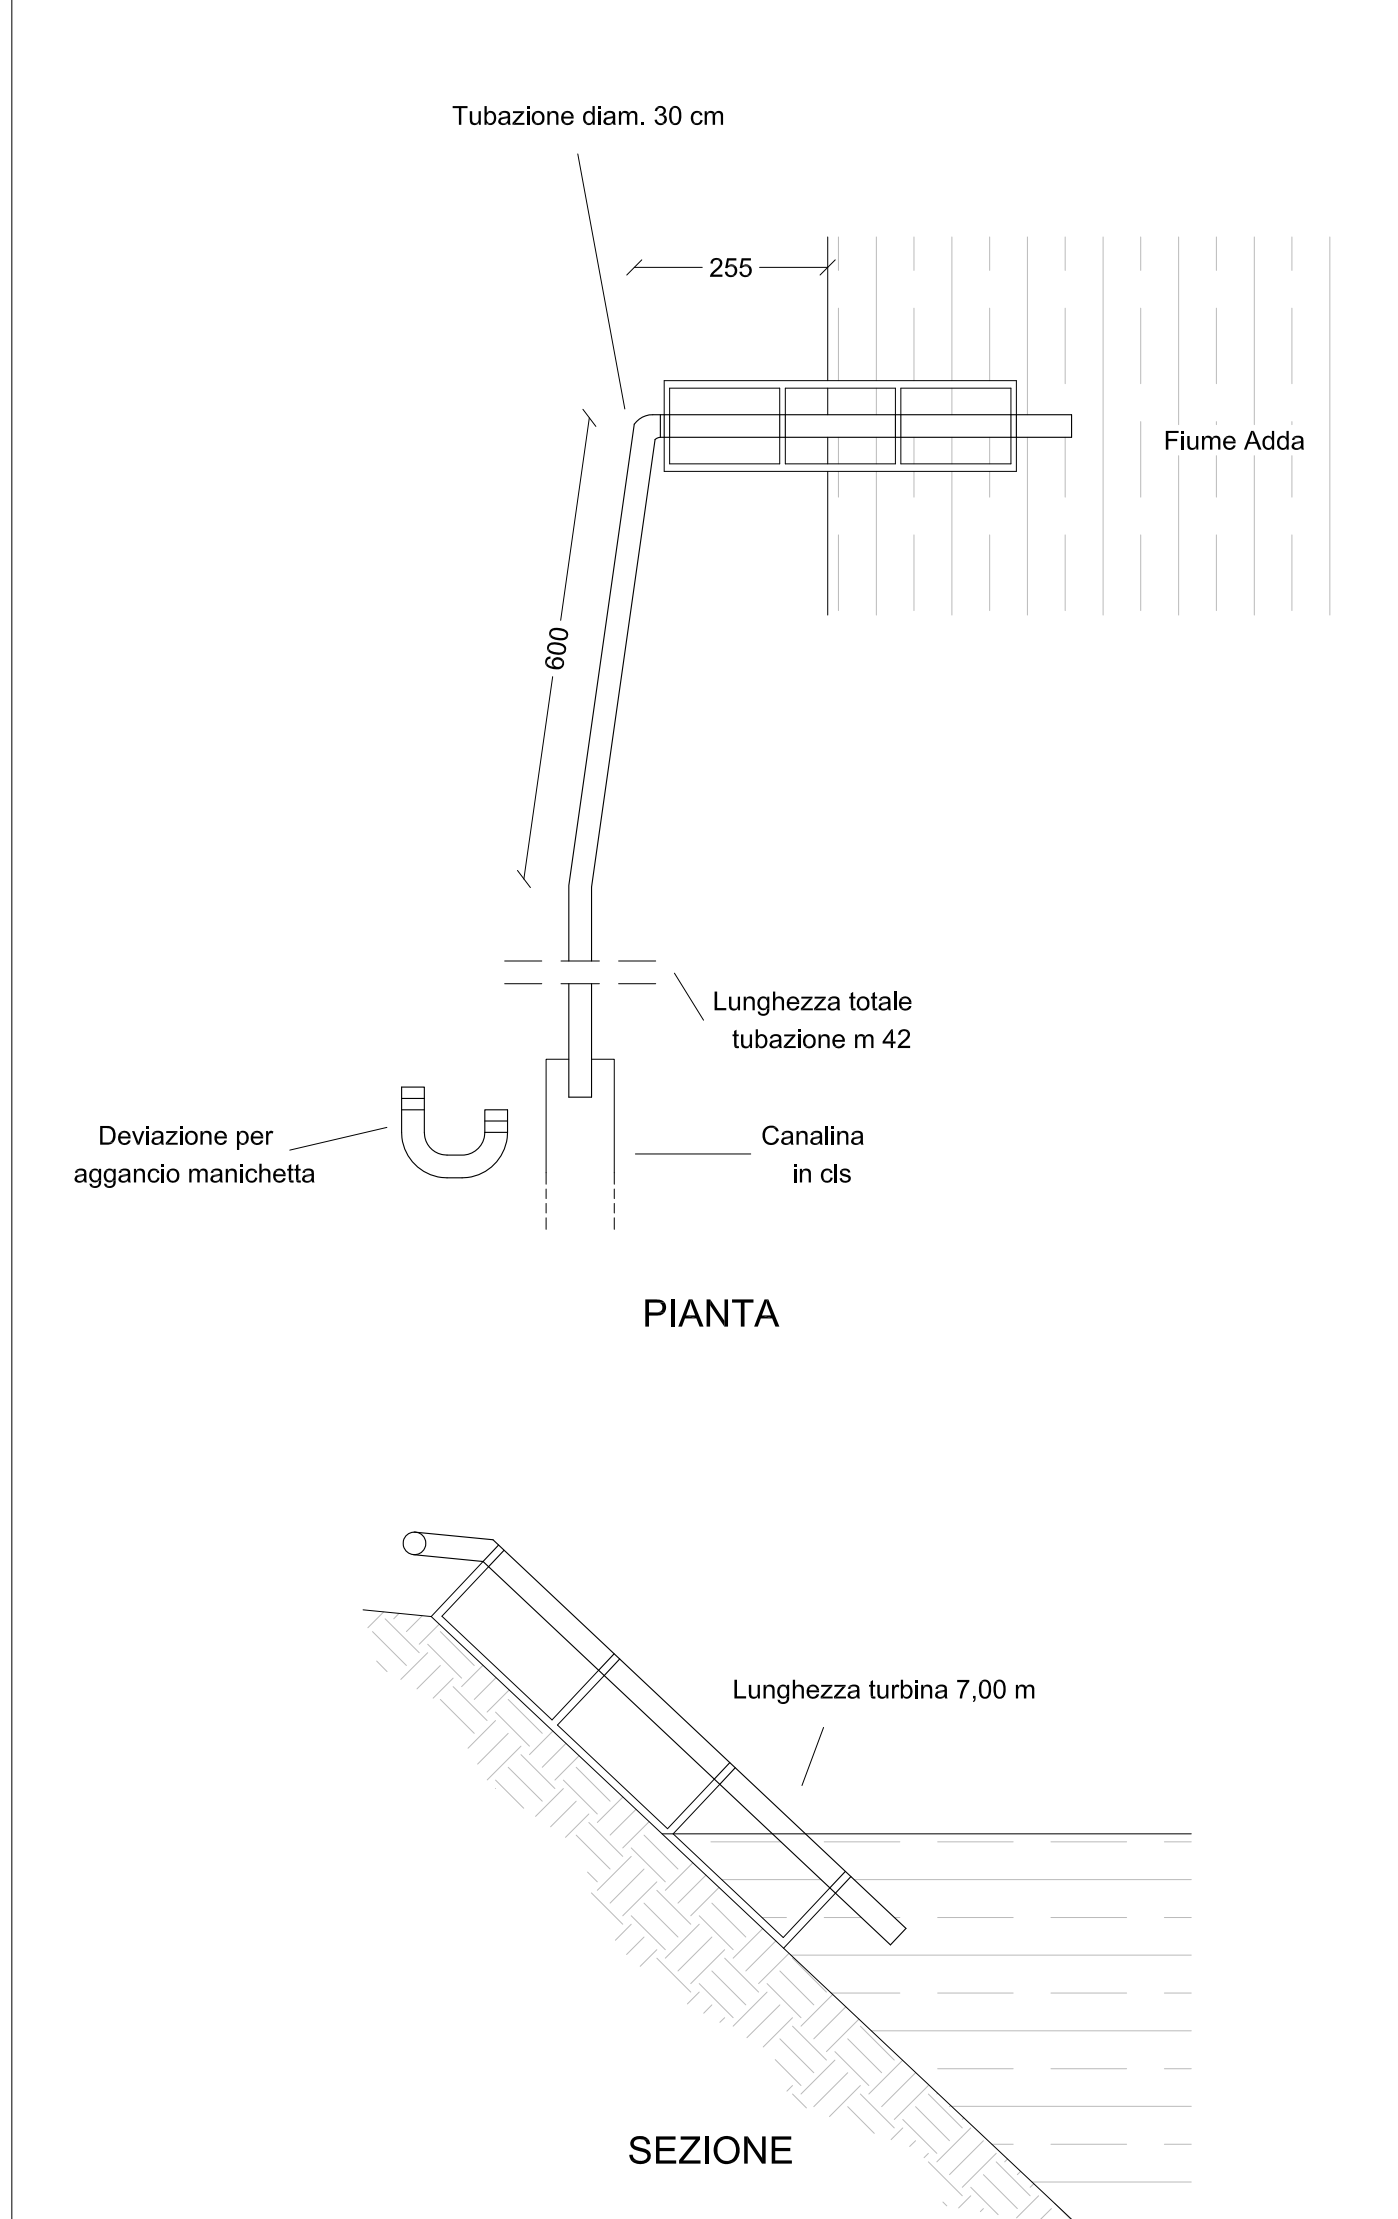 Tubazione diam. 30 cm
255
Fiume Adda
600
Lunghezza totale
tubazione m 42
Deviazione per
aggancio manichetta
Canalina
in cls
PIANTA
Lunghezza turbina 7,00 m
SEZIONE